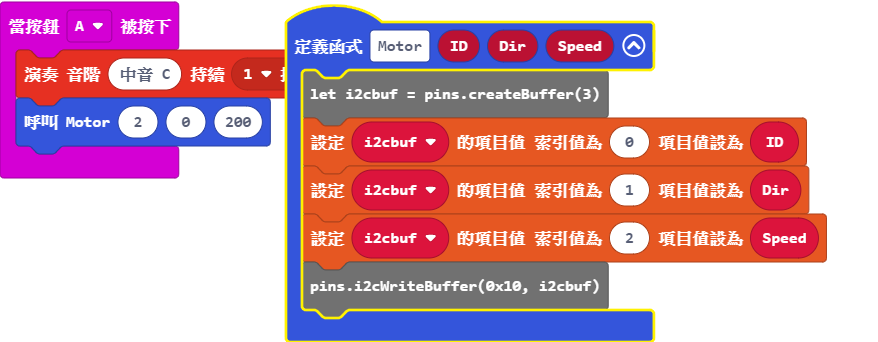 當按鈕 A 被按下
演奏 音階 中音 C 持續 1
呼叫 Motor 2 0 200
定義函式 Motor ID Dir Speed
let i2cbuf = pins.createBuffer(3)
設定 i2cbuf 的項目值 索引值為 0 項目值設為 ID
設定 i2cbuf 的項目值 索引值為 1 項目值設為 Dir
設定 i2cbuf 的項目值 索引值為 2 項目值設為 Speed
pins.i2cWriteBuffer(0x10, i2cbuf)